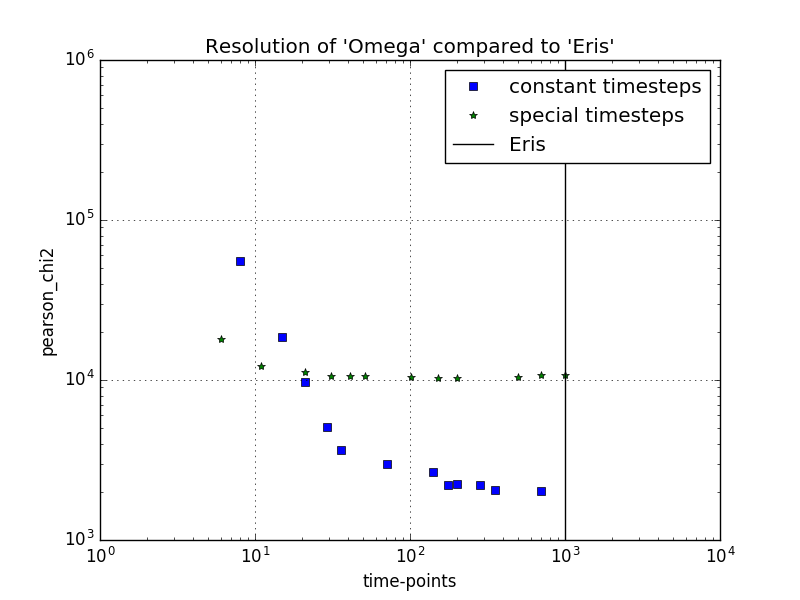 Resolution of 'Omega' compared to 'Eris'
constant timesteps
special timesteps
Eris
10^6
10^5
10^4
10^3
pearson_chi2
10^0 10^1 10^2 10^3 10^4
time-points